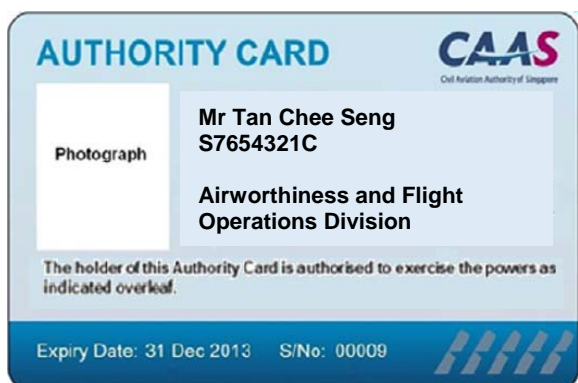 AUTHORITY CARD
CAAS
Civil Aviation Authority of Singapore
Photograph
Mr Tan Chee Seng
S7654321C
Airworthiness and Flight
Operations Division
The holder of this Authority Card is authorised to exercise the powers as
indicated overleaf.
Expiry Date: 31 Dec 2013 S/No: 00009